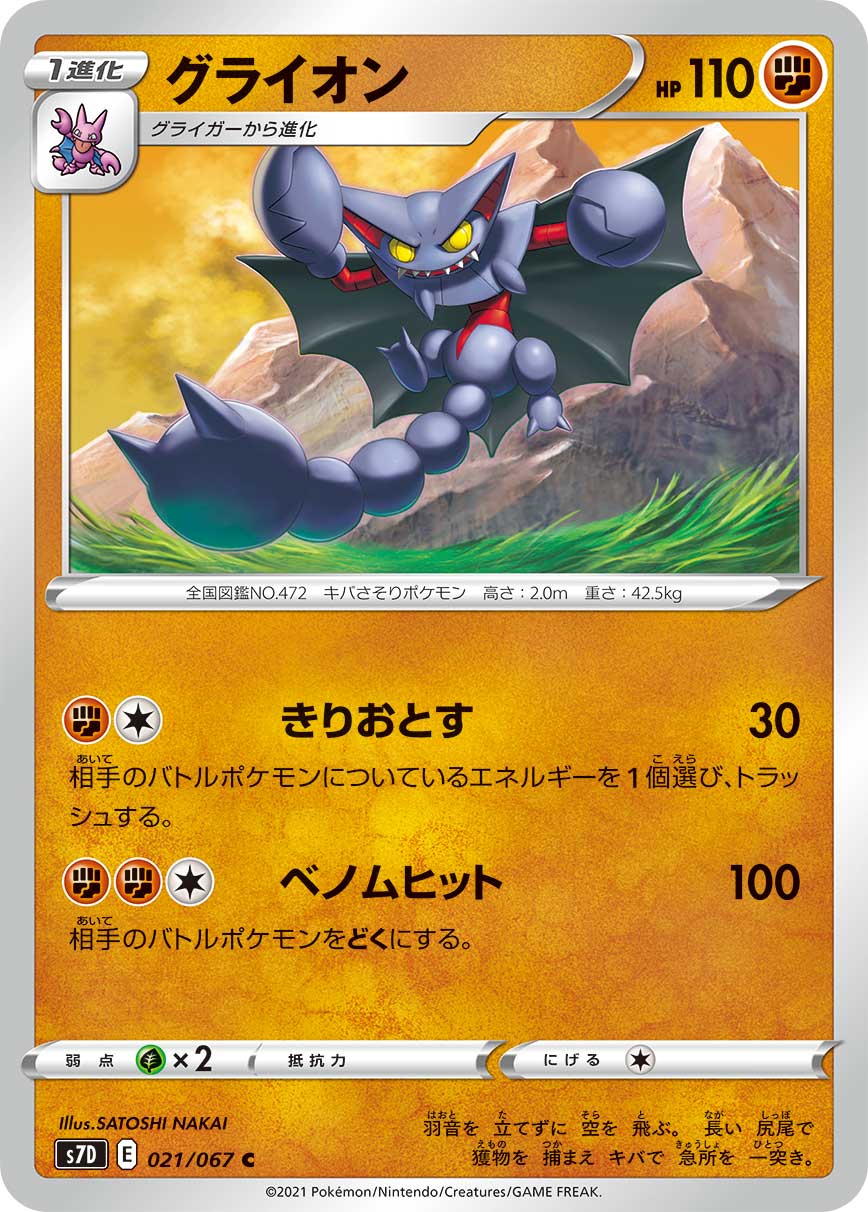 1進化
グライオン
HP 110
グライガーから進化
全国図鑑NO.472 キバさそりポケモン 高さ:2.0m 重さ:42.5kg
きりおとす 30
相手のバトルポケモンについているエネルギーを1個選び、トラッ
シュする。
ベノムヒット 100
相手のバトルポケモンをどくにする。
弱点 ×2 抵抗力 にげる
Illus.SATOSHI NAKAI
羽音を 立てずに 空を 飛ぶ。 長い 尻尾で
獲物を 捕まえ キバで 急所を 一突き。
s7D E 021/067 C
©2021 Pokémon/Nintendo/Creatures/GAME FREAK.